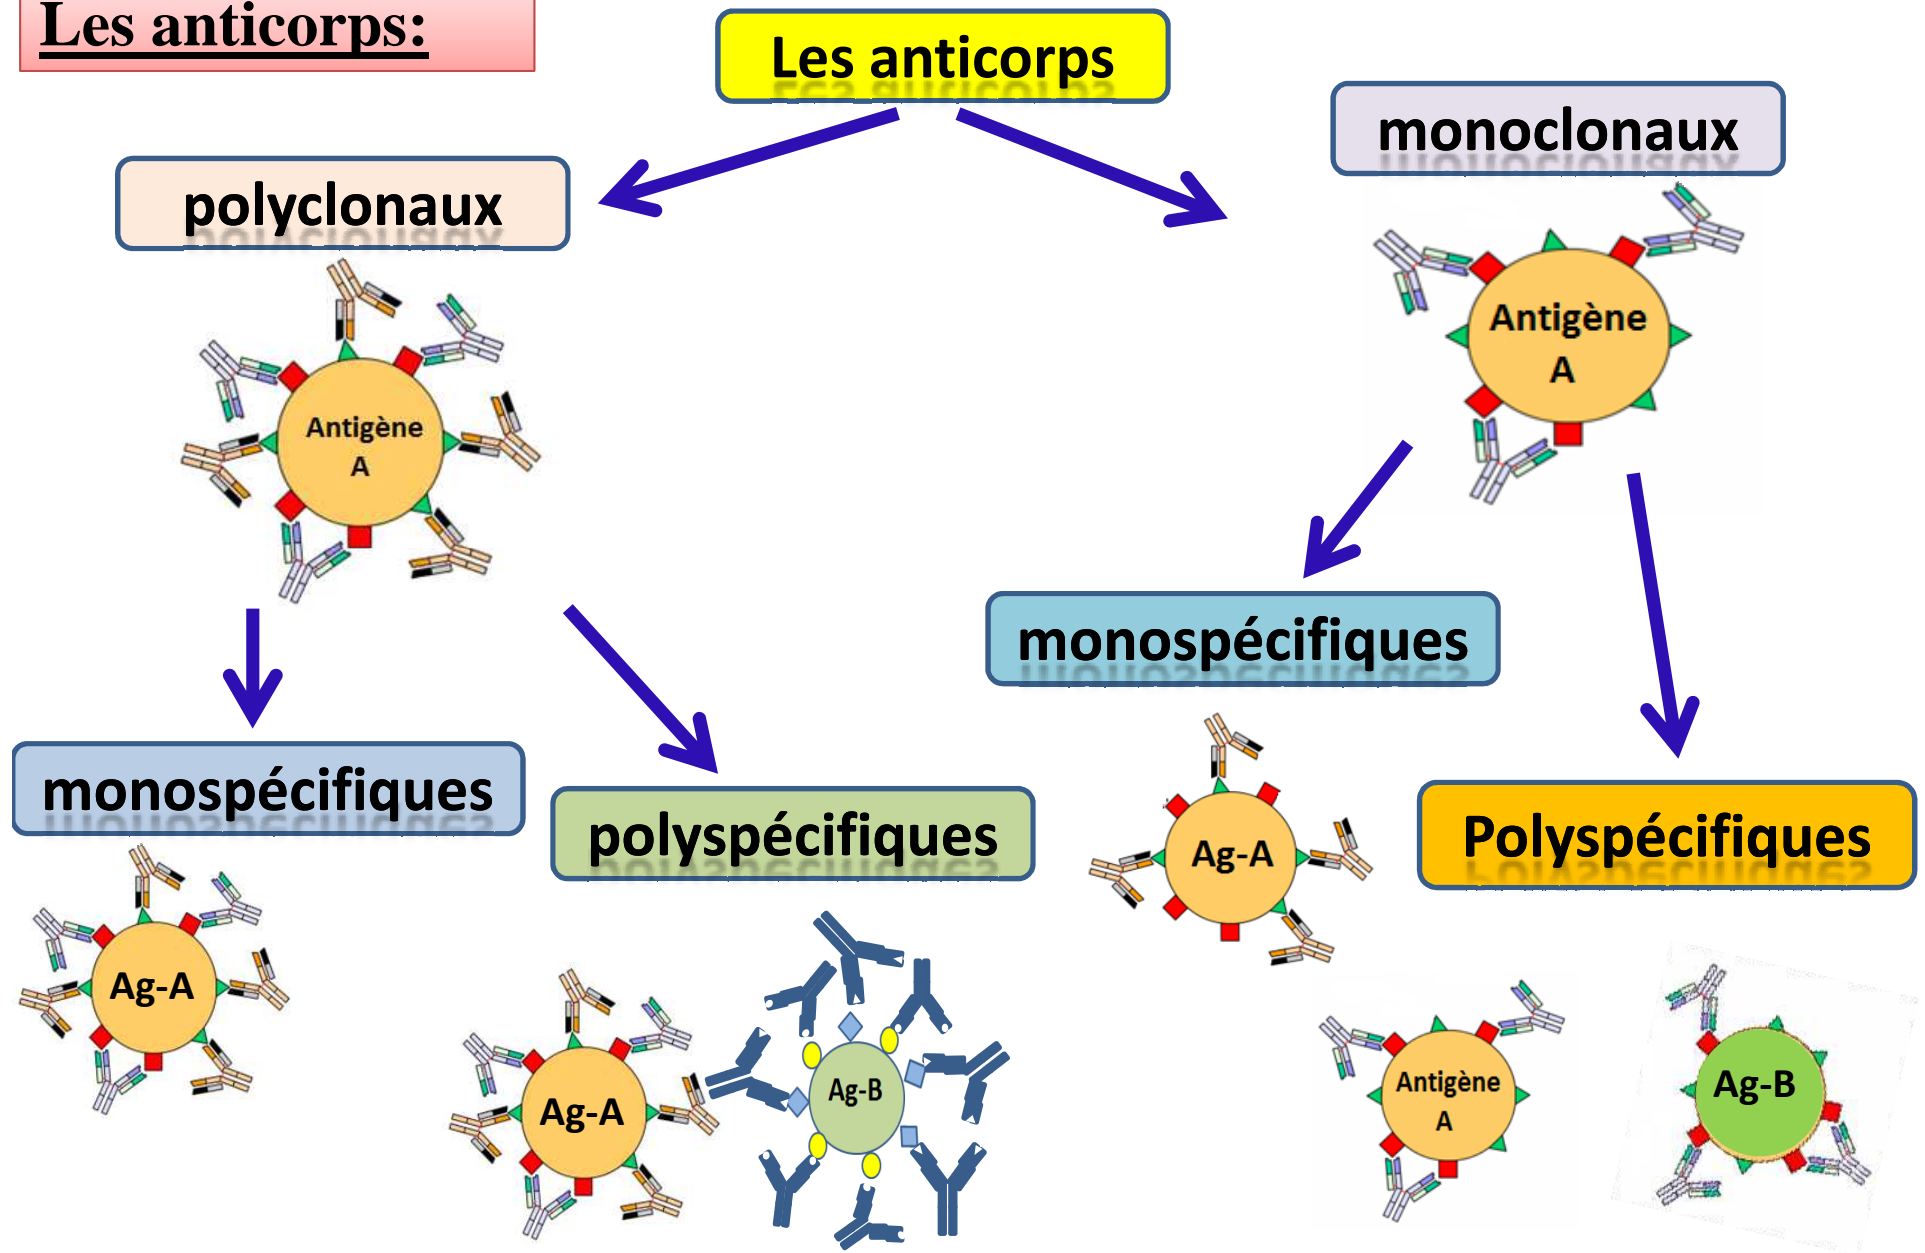 Les anticorps:
Les anticorps
monoclonaux
polyclonaux
Antigène
A
Antigène
A
monospécifiques
monospécifiques
polyspécifiques
Polyspécifiques
Ag-A
Ag-A
Ag-A
Ag-B
Antigène
A
Ag-B